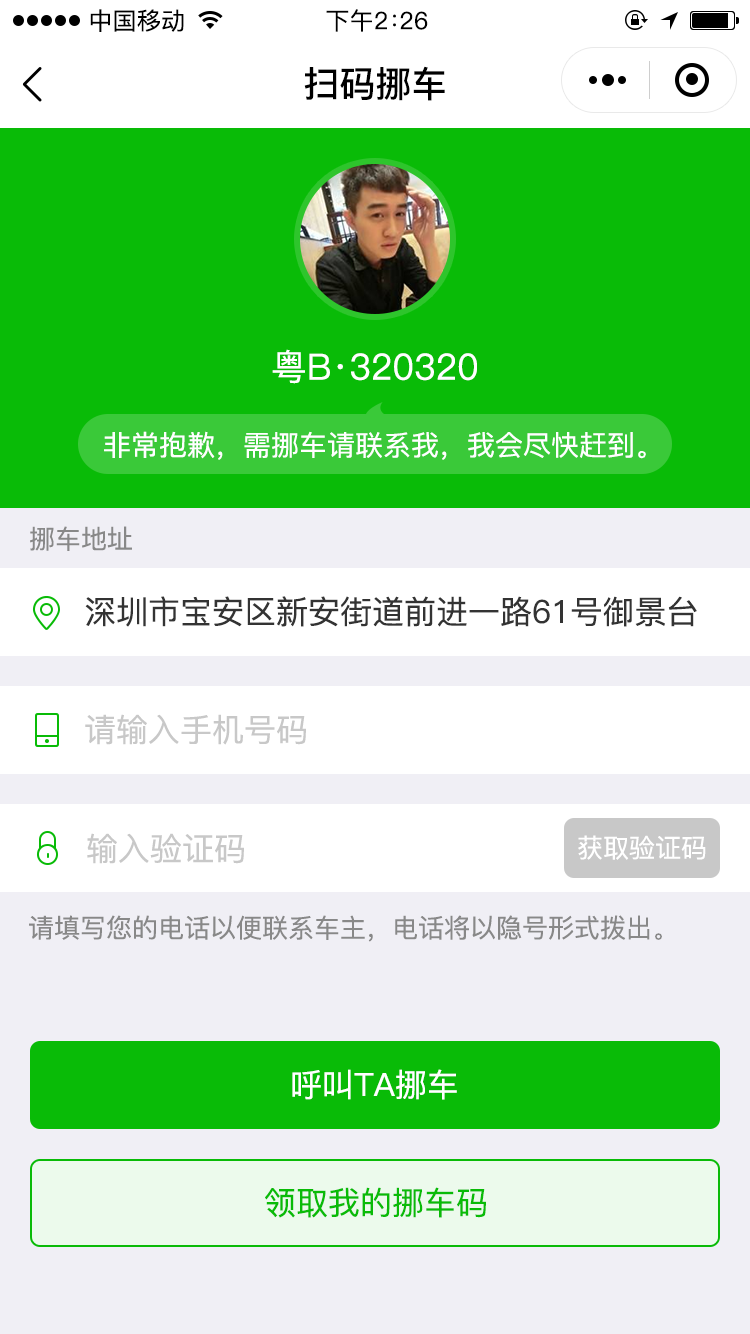 中国移动
下午2:26
扫码挪车
粤B·320320
非常抱歉，需挪车请联系我，我会尽快赶到。
挪车地址
深圳市宝安区新安街道前进一路61号御景台
请输入手机号码
输入验证码
获取验证码
请填写您的电话以便联系车主，电话将以隐号形式拨出。
呼叫TA挪车
领取我的挪车码